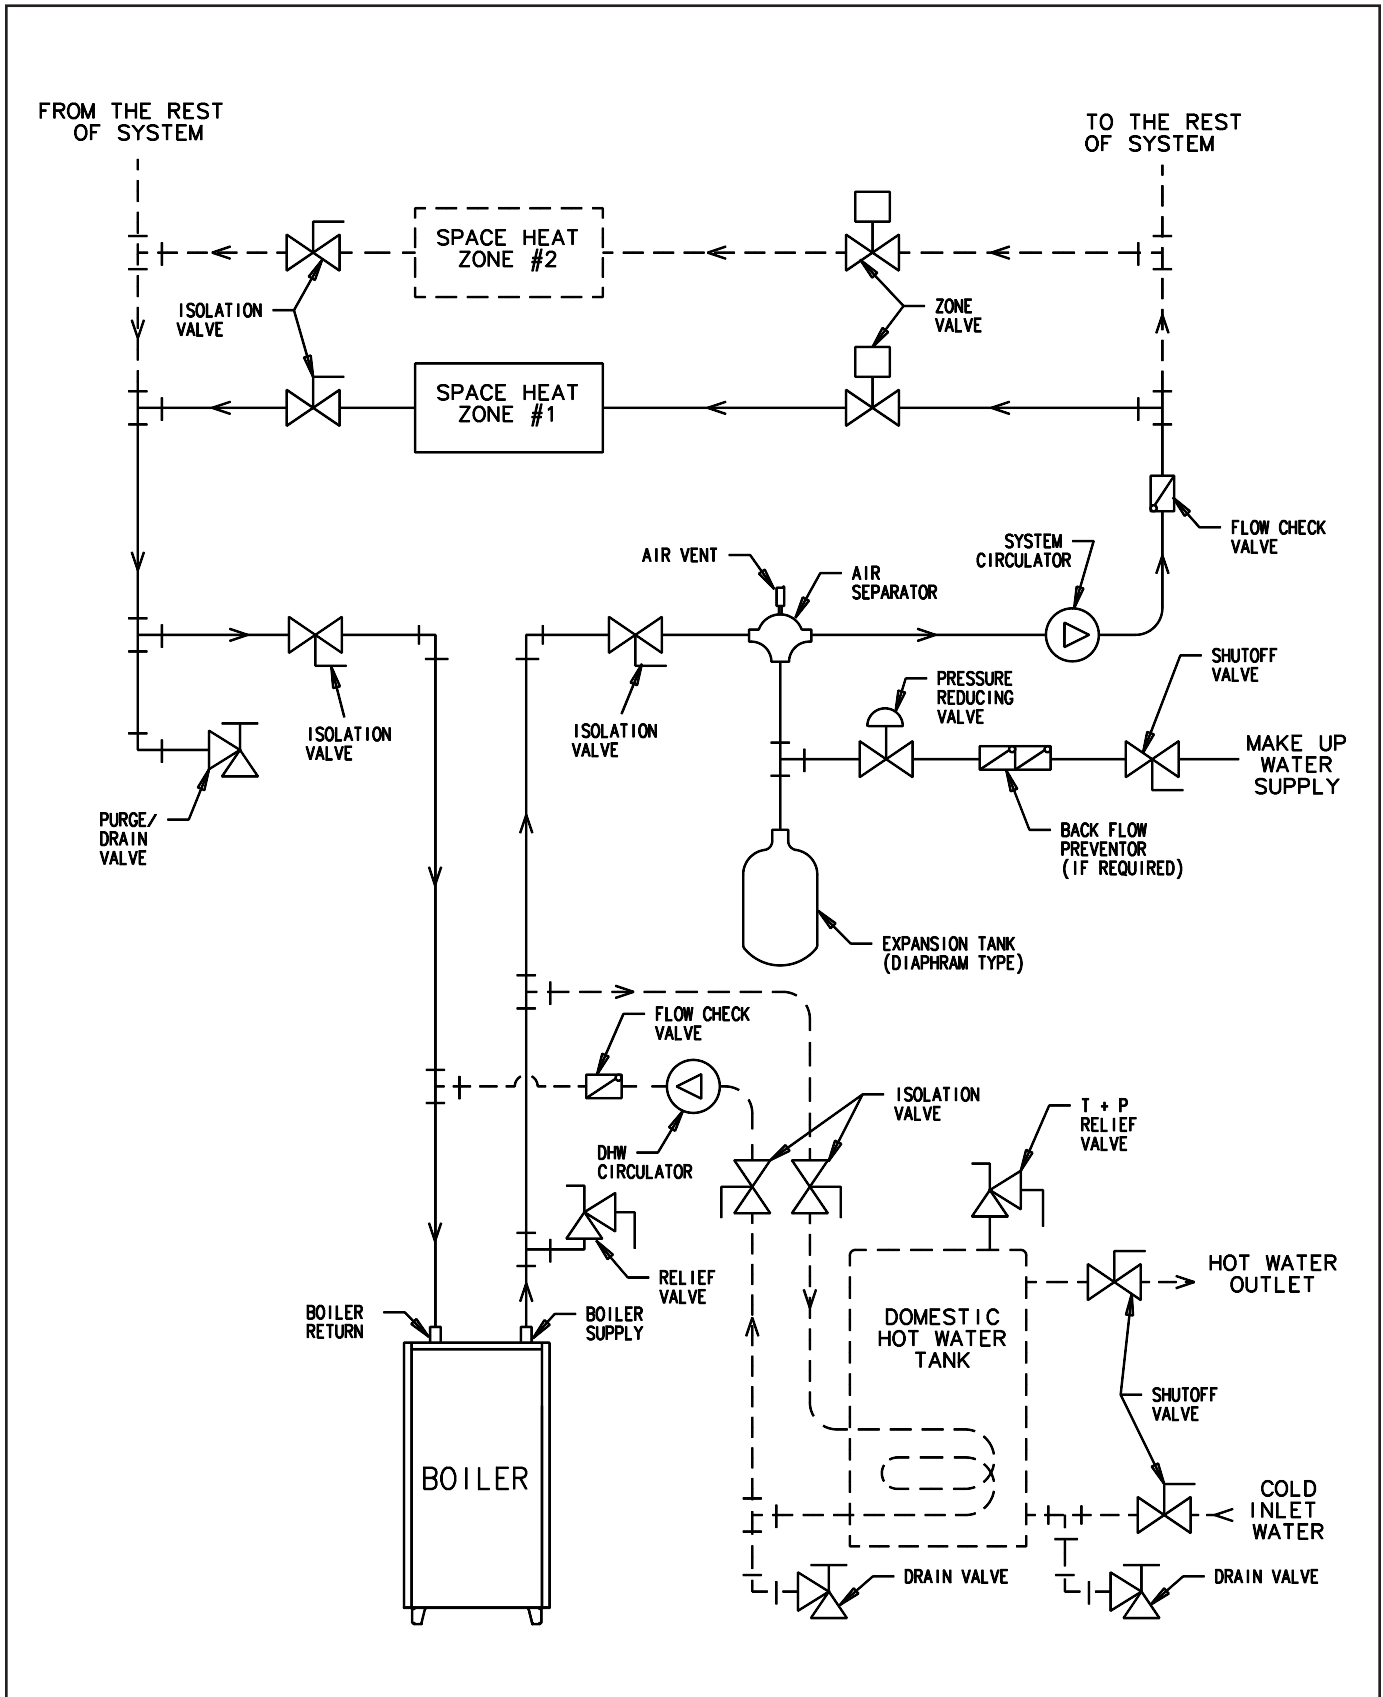 FROM THE REST
OF SYSTEM
TO THE REST
OF SYSTEM
SPACE HEAT
ZONE #2
ISOLATION
VALVE
ZONE
VALVE
SPACE HEAT
ZONE #1
FLOW CHECK
VALVE
SYSTEM
CIRCULATOR
AIR VENT
AIR
SEPARATOR
SHUTOFF
VALVE
PRESSURE
REDUCING
VALVE
ISOLATION
VALVE
ISOLATION
VALVE
MAKE UP
WATER
SUPPLY
PURGE/
DRAIN
VALVE
BACK FLOW
PREVENTOR
(IF REQUIRED)
EXPANSION TANK
(DIAPHRAM TYPE)
FLOW CHECK
VALVE
ISOLATION
VALVE
T + P
RELIEF
VALVE
DHW
CIRCULATOR
RELIEF
VALVE
HOT WATER
OUTLET
BOILER
RETURN
BOILER
SUPPLY
DOMESTIC
HOT WATER
TANK
SHUTOFF
VALVE
BOILER
COLD
INLET
WATER
DRAIN VALVE
DRAIN VALVE